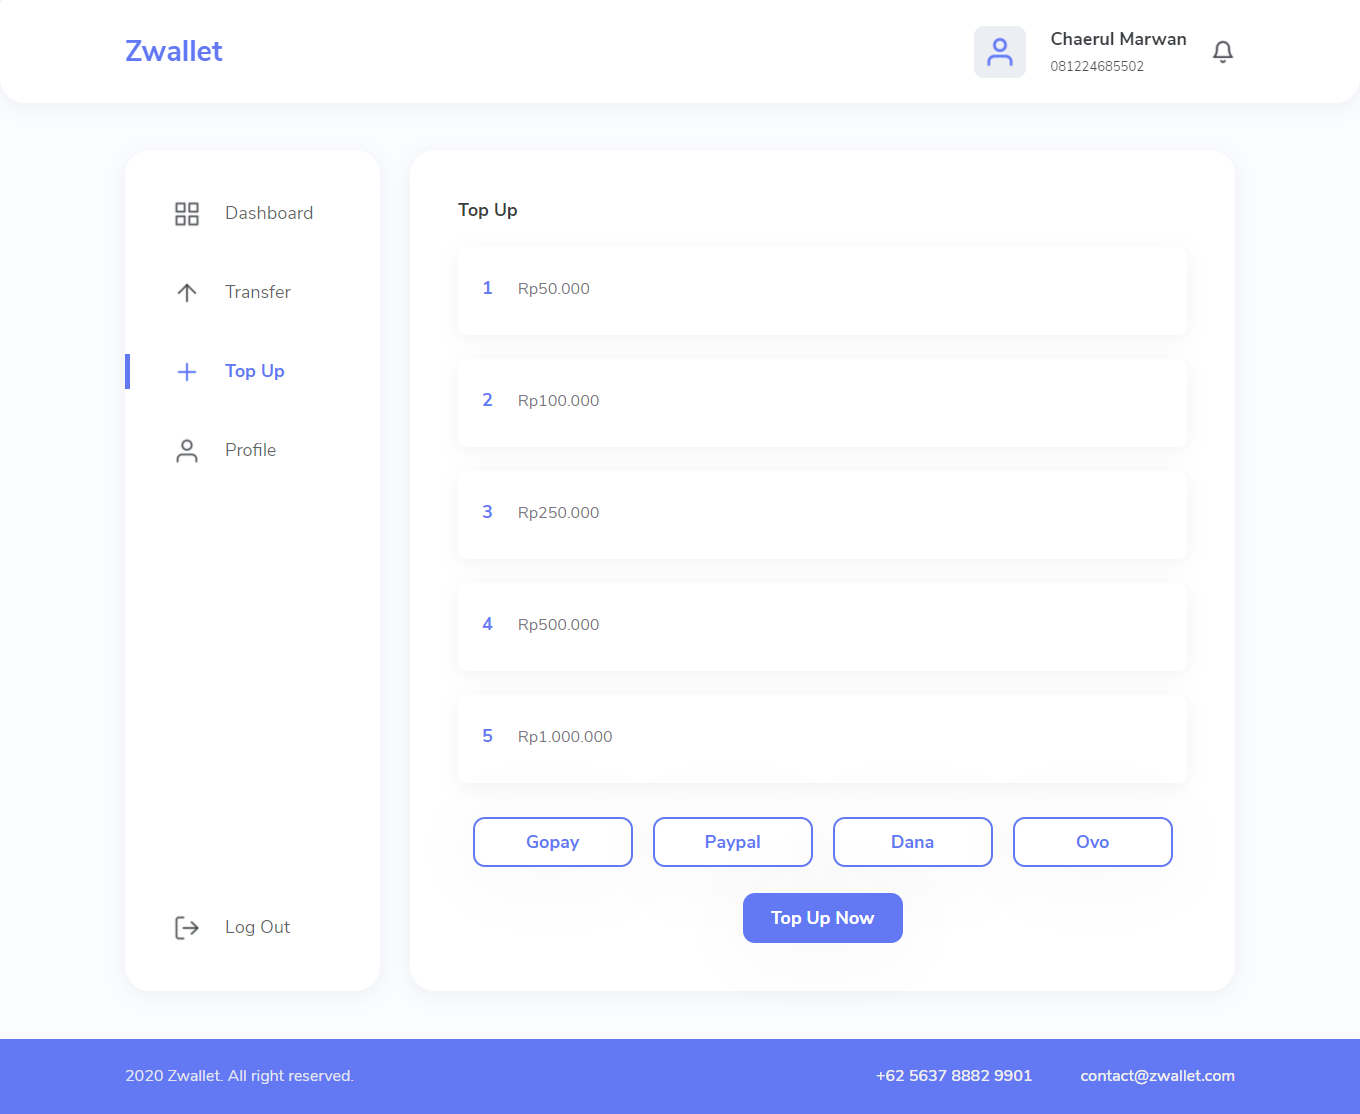 Zwallet
Chaerul Marwan
081224685502
Dashboard
Transfer
Top Up
Profile
Log Out
Top Up
1 Rp50.000
2 Rp100.000
3 Rp250.000
4 Rp500.000
5 Rp1.000.000
Gopay Paypal Dana Ovo
Top Up Now
2020 Zwallet. All right reserved. +62 5637 8882 9901 contact@zwallet.com